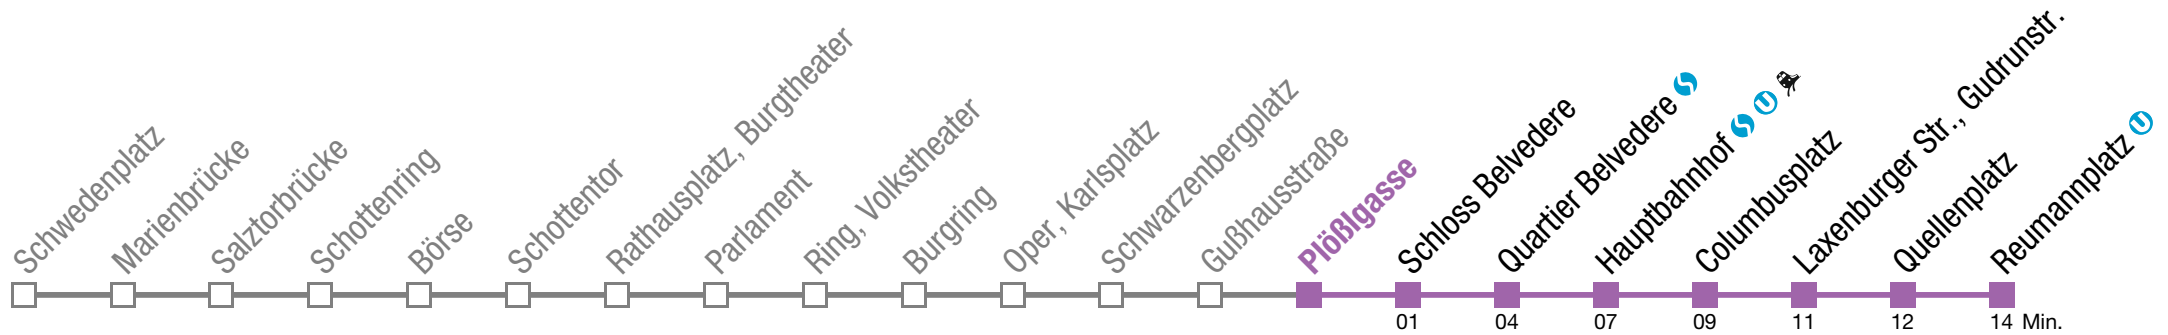 Schwedenplatz
Marienbrücke
Salztorbrücke
Schottenring
Börse
Schottentor
Rathausplatz, Burgtheater
Parlament
Ring, Volkstheater
Burgring
Oper, Karlsplatz
Schwarzenbergplatz
Gußhausstraße
Plößlgasse
Schloss Belvedere
Quartier Belvedere S
Hauptbahnhof S U
Columbusplatz
Laxenburger Str., Gudrunstr.
Quellenplatz
Reumannplatz U
01 04 07 09 11 12 14 Min.